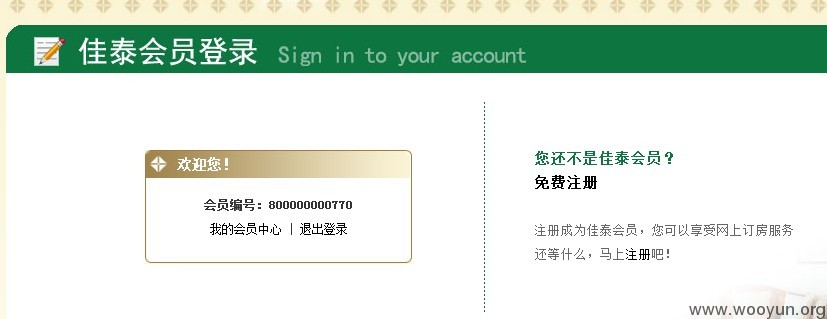 佳泰会员登录 Sign in to your account
欢迎您！
会员编号：800000000770
我的会员中心 | 退出登录
您还不是佳泰会员？
免费注册
注册成为佳泰会员，您可以享受网上订房服务
还等什么，马上注册吧！
www.wooyun.org